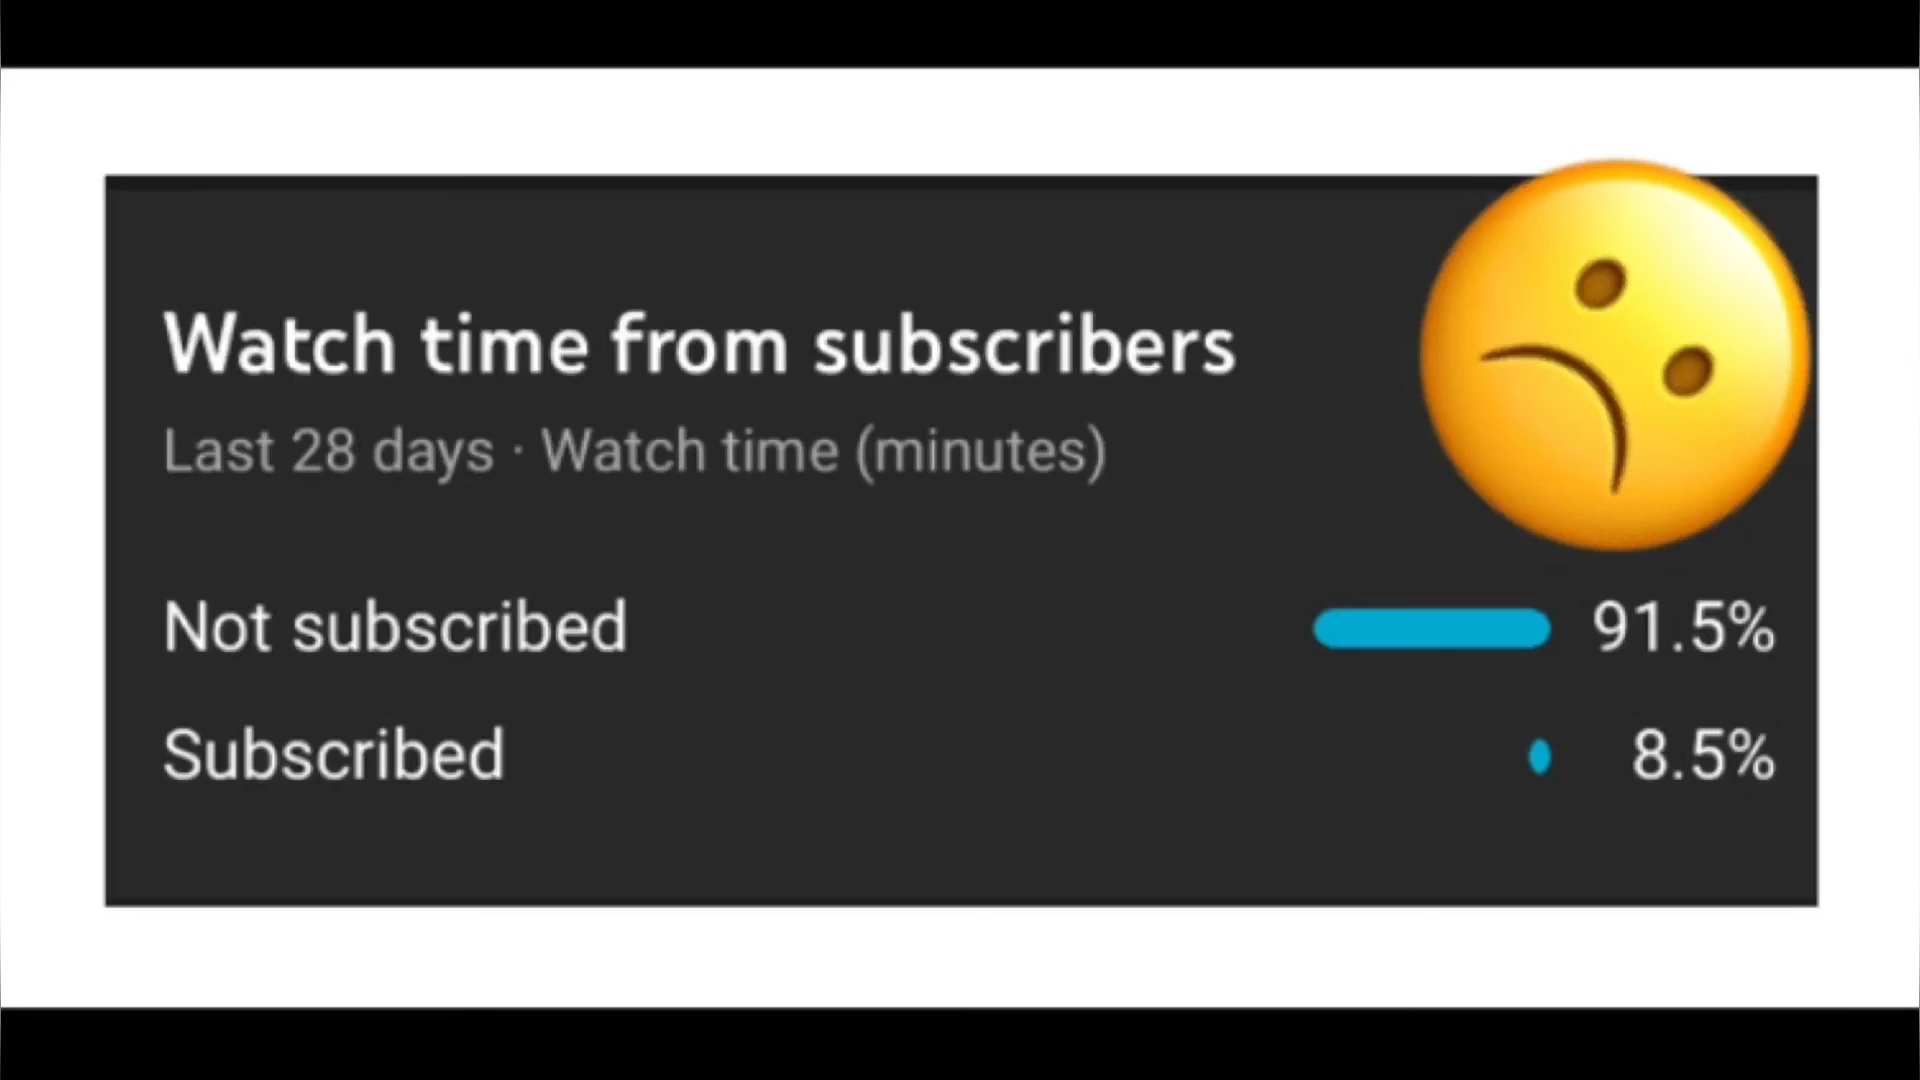 Watch time from subscribers
Last 28 days · Watch time (minutes)
Not subscribed 91.5%
Subscribed 8.5%